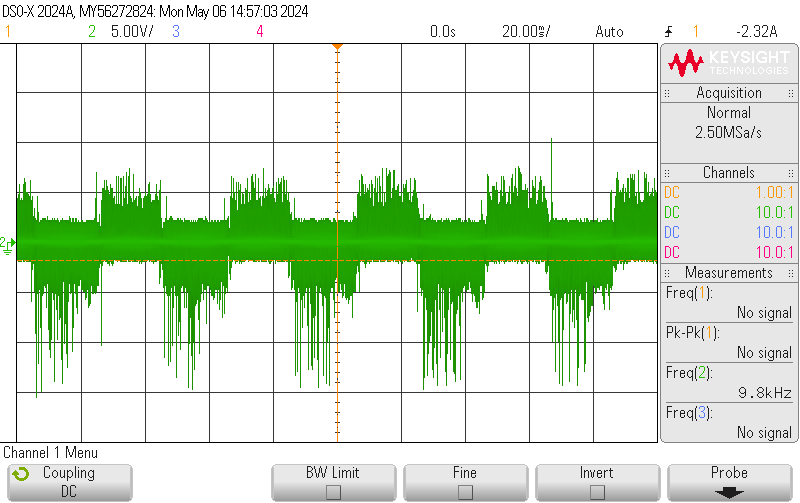 DSO-X 2024A, MY56272824: Mon May 06 14:57:03 2024
1 2 5.00V/ 3 4 0.0s 20.00ms/ Auto 1 -2.32A
KEYSIGHT
TECHNOLOGIES
Acquisition
Normal
2.50MSa/s
Channels
DC 1.00:1
DC 10.0:1
DC 10.0:1
DC 10.0:1
Measurements
Freq(1):
No signal
Pk-Pk(1):
No signal
Freq(2):
9.8kHz
Freq(3):
No signal
2
Channel 1 Menu
Coupling
DC
BW Limit
Fine
Invert
Probe